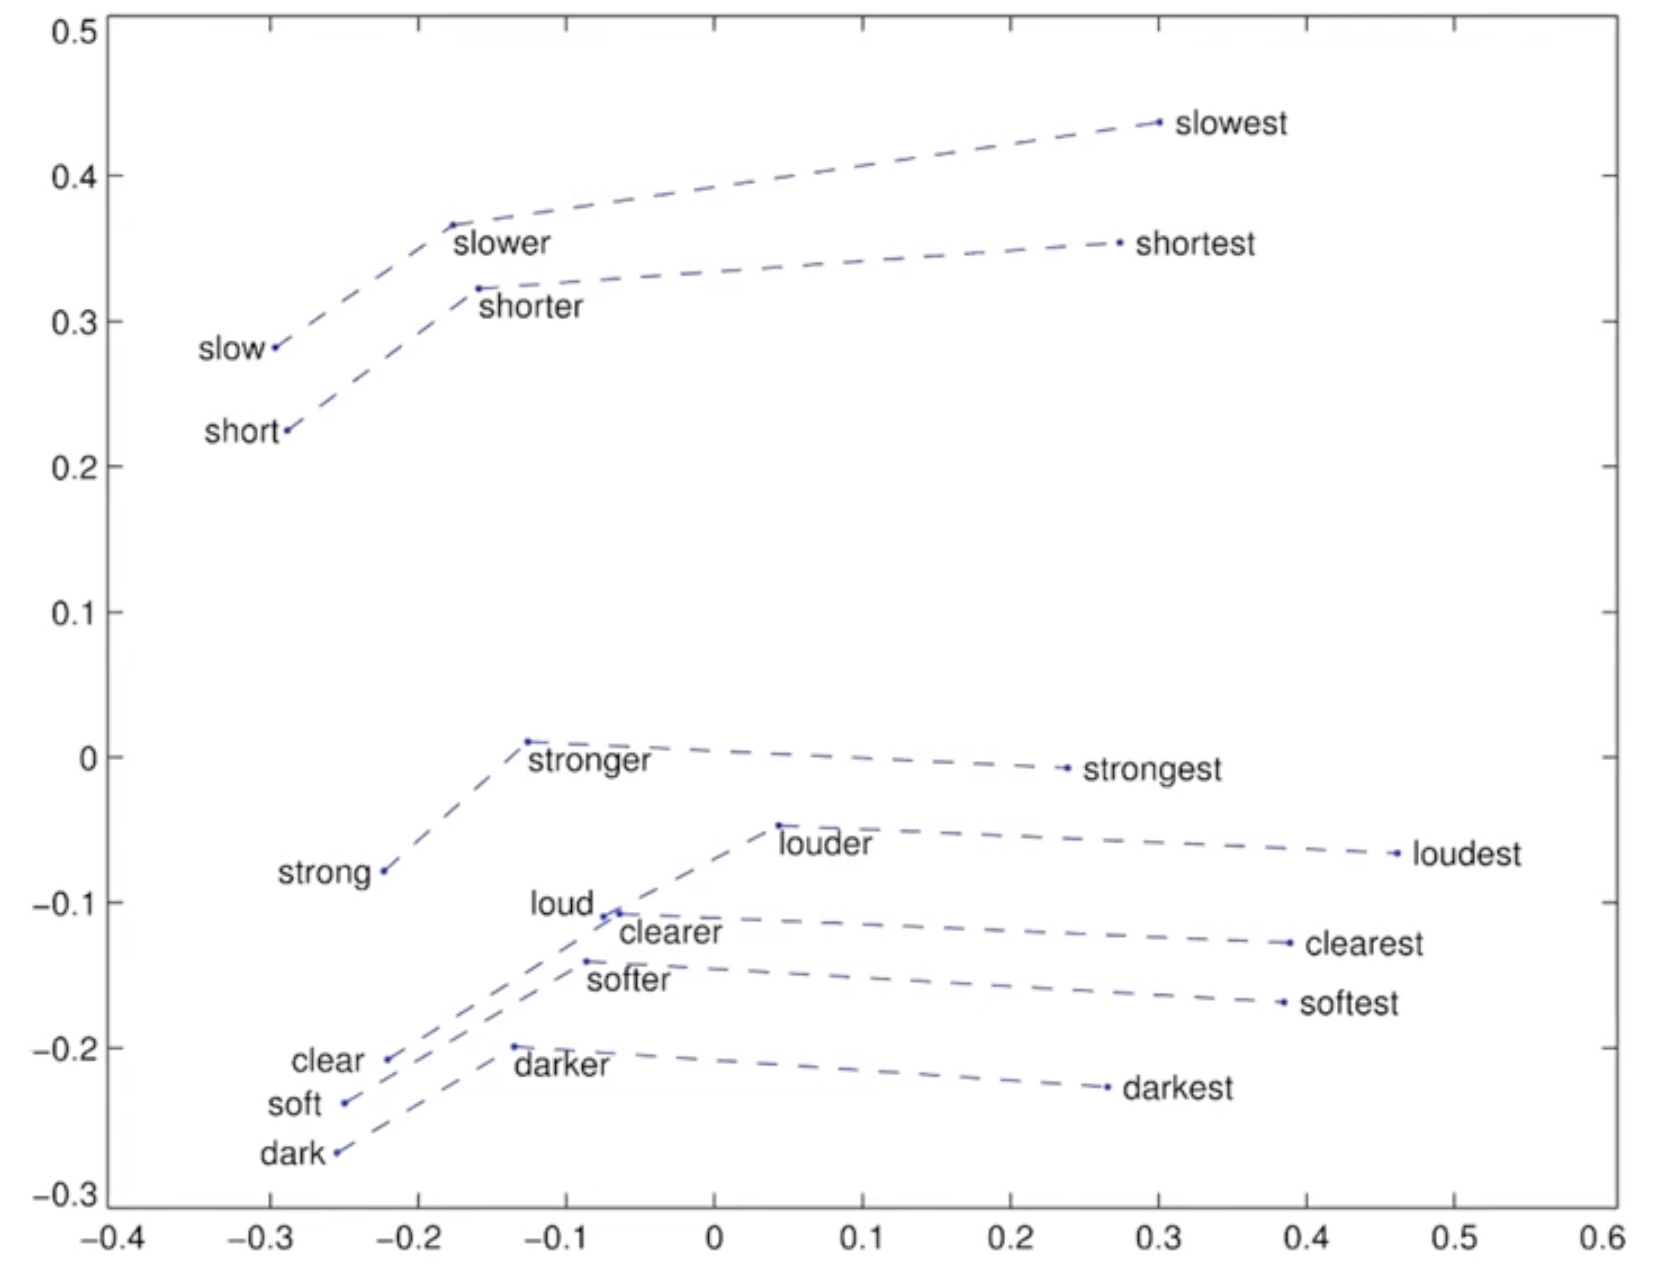 0.5
slowest
0.4
slower
shortest
0.3
shorter
slow
short
0.2
0.1
0
stronger
strongest
louder
loudest
strong
−0.1
loud
clearer
clearest
softer
softest
−0.2
clear
darker
darkest
soft
dark
−0.3
−0.4 −0.3 −0.2 −0.1 0 0.1 0.2 0.3 0.4 0.5 0.6